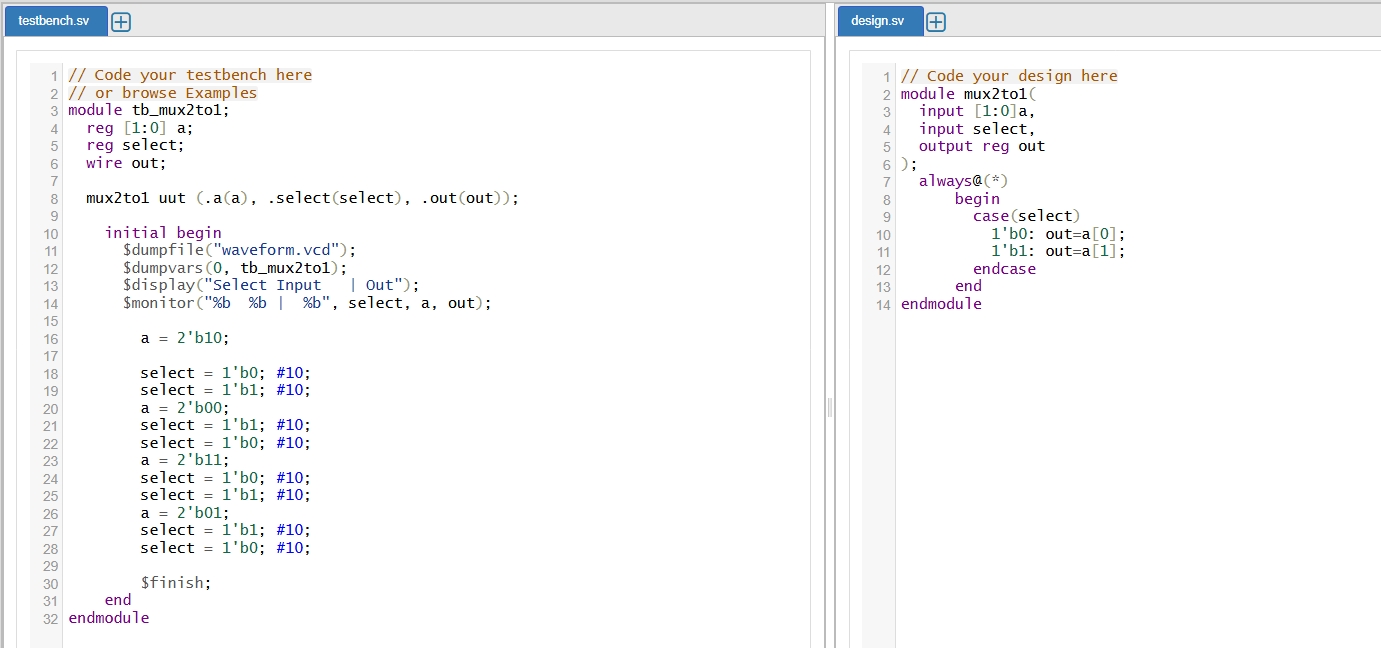 testbench.sv
1 // Code your testbench here
2 // or browse Examples
3 module tb_mux2to1;
4   reg [1:0] a;
5   reg select;
6   wire out;
7
8   mux2to1 uut (.a(a), .select(select), .out(out));
9
10     initial begin
11       $dumpfile("waveform.vcd");
12       $dumpvars(0, tb_mux2to1);
13       $display("Select Input   | Out");
14       $monitor("%b  %b |  %b", select, a, out);
15
16         a = 2'b10;
17
18         select = 1'b0; #10;
19         select = 1'b1; #10;
20         a = 2'b00;
21         select = 1'b1; #10;
22         select = 1'b0; #10;
23         a = 2'b11;
24         select = 1'b0; #10;
25         select = 1'b1; #10;
26         a = 2'b01;
27         select = 1'b1; #10;
28         select = 1'b0; #10;
29
30         $finish;
31     end
32 endmodule
design.sv
1 // Code your design here
2 module mux2to1(
3   input [1:0]a,
4   input select,
5   output reg out
6 );
7   always@(*)
8       begin
9         case(select)
10           1'b0: out=a[0];
11           1'b1: out=a[1];
12         endcase
13       end
14 endmodule